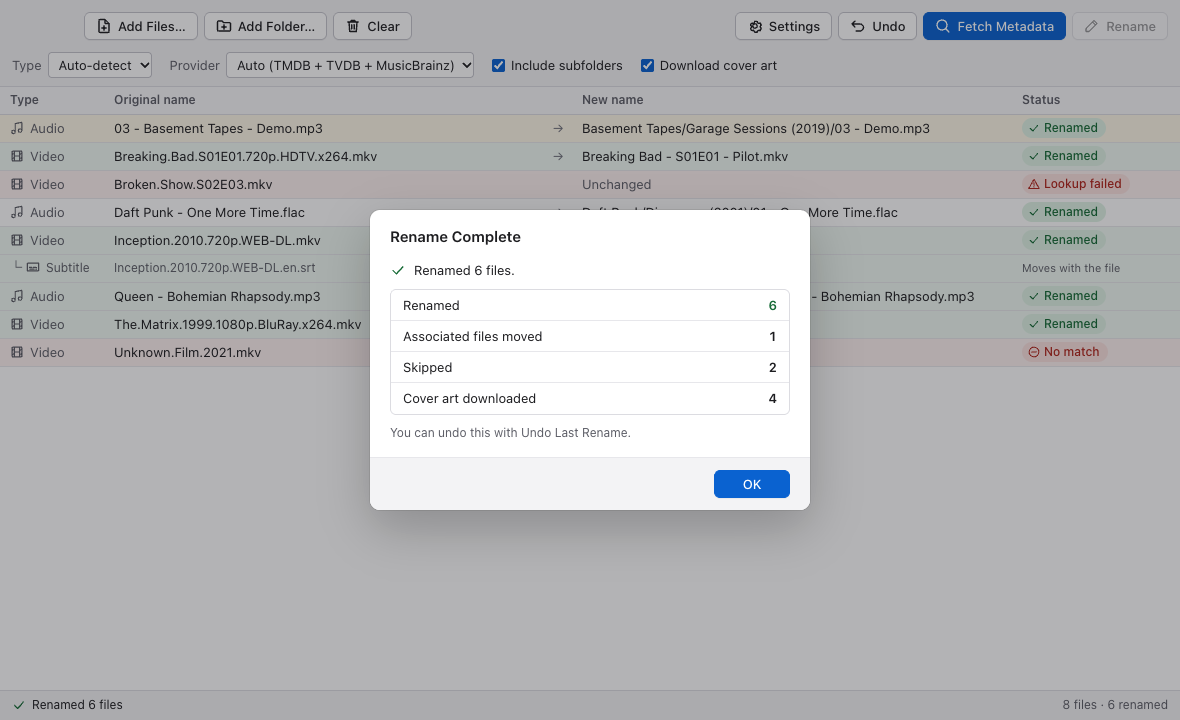 Add Files... Add Folder... Clear Settings Undo Fetch Metadata Rename
Type Auto-detect Provider Auto (TMDB + TVDB + MusicBrainz) Include subfolders Download cover art
Type Original name New name Status
Audio 03 - Basement Tapes - Demo.mp3 → Basement Tapes/Garage Sessions (2019)/03 - Demo.mp3 Renamed
Video Breaking.Bad.S01E01.720p.HDTV.x264.mkv → Breaking Bad - S01E01 - Pilot.mkv Renamed
Video Broken.Show.S02E03.mkv Unchanged Lookup failed
Audio Daft Punk - One More Time.flac More Time.flac Renamed
Video Inception.2010.720p.WEB-DL.mkv Renamed
Subtitle Inception.2010.720p.WEB-DL.en.srt Moves with the file
Audio Queen - Bohemian Rhapsody.mp3 - Bohemian Rhapsody.mp3 Renamed
Video The.Matrix.1999.1080p.BluRay.x264.mkv Renamed
Video Unknown.Film.2021.mkv No match
Rename Complete
Renamed 6 files.
Renamed 6
Associated files moved 1
Skipped 2
Cover art downloaded 4
You can undo this with Undo Last Rename.
OK
Renamed 6 files 8 files · 6 renamed